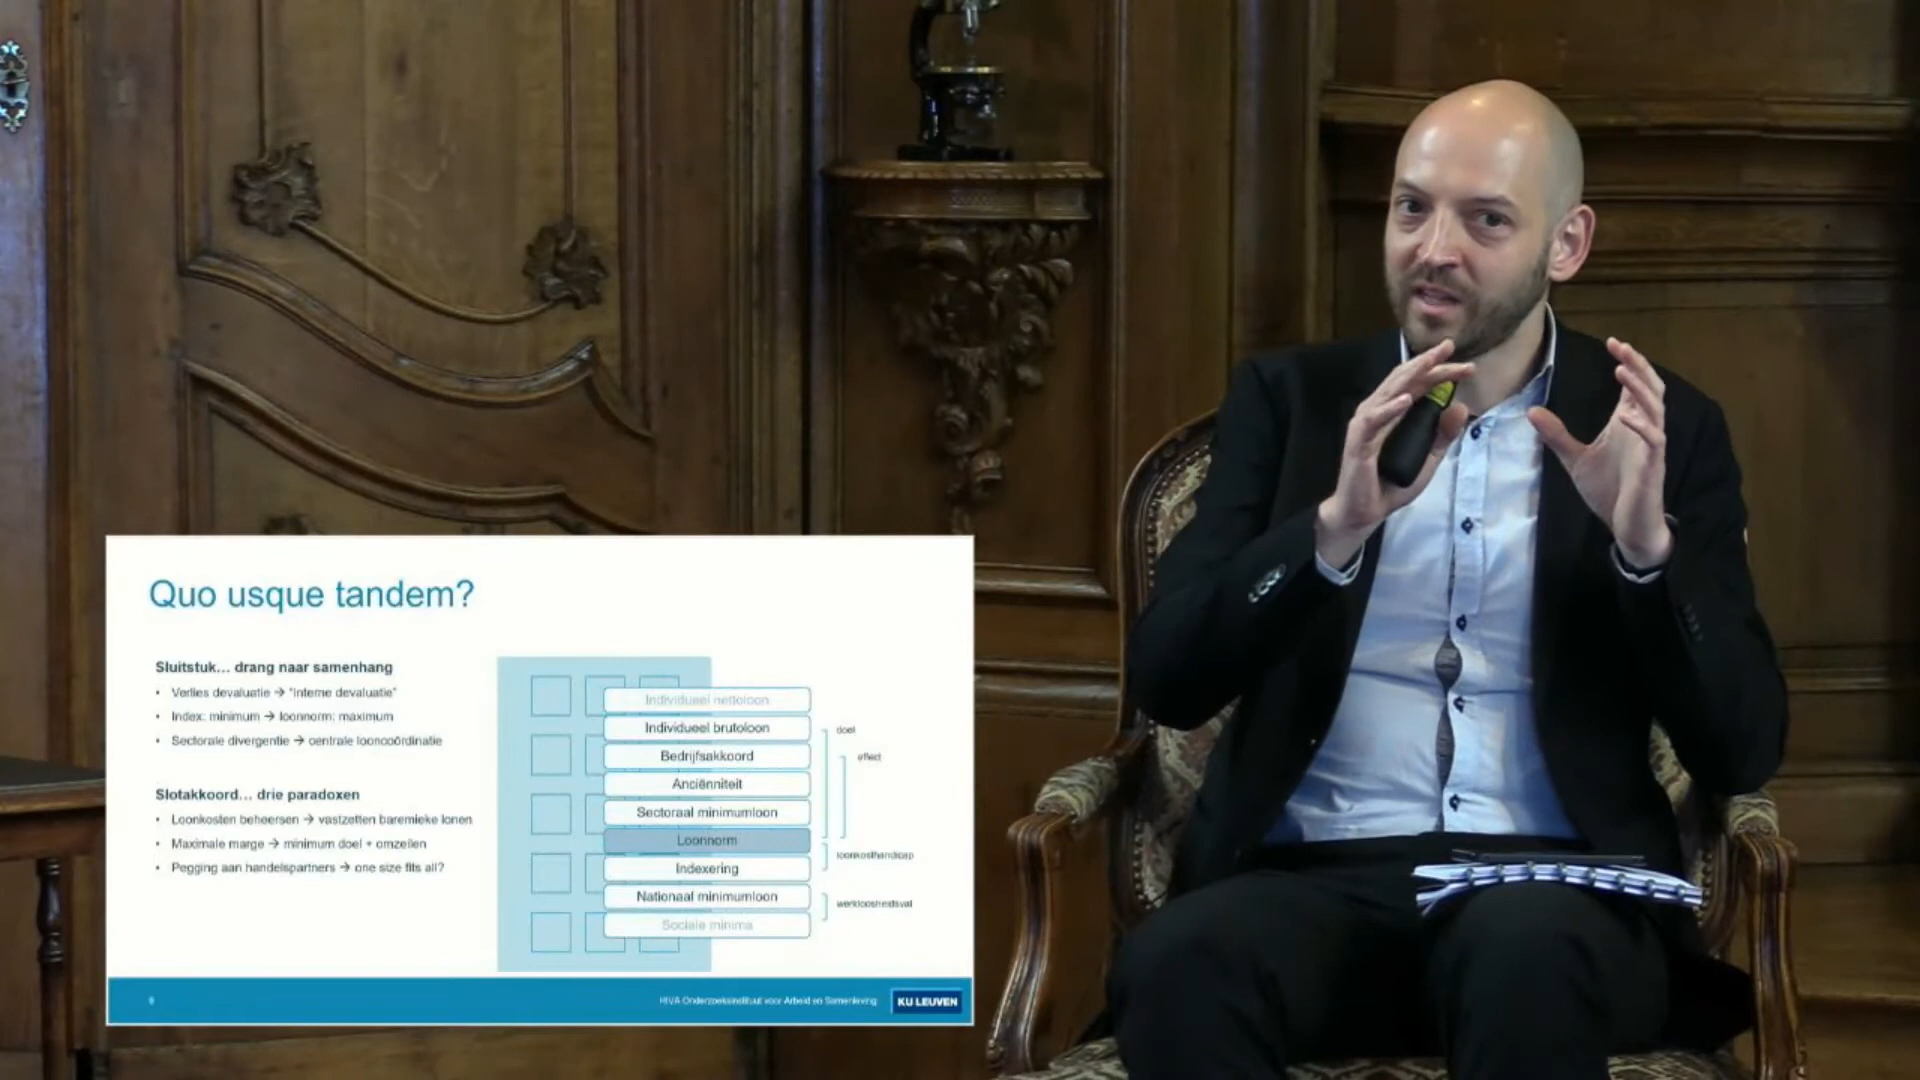 Quo usque tandem?
Sluitstuk... drang naar samenhang
• Verlies devaluatie → "Interne devaluatie"
• Index: minimum → loonnorm: maximum
• Sectorale divergentie → centrale looncoördinatie
Slotakkoord... drie paradoxen
• Loonkosten beheersen → vastzetten baremieke lonen
• Maximale marge → minimum doel + omzeilen
• Pegging aan handelspartners → one size fits all?
Individueel nettoloon
Individueel brutoloon
Bedrijfsakkoord
Anciënniteit
Sectoraal minimumloon
Loonnorm
Indexering
Nationaal minimumloon
Sociale minima
doel
effect
loonkosthandicap
werkloosheidsval
HIVA Onderzoeksinstituut voor Arbeid en Samenleving
KU LEUVEN